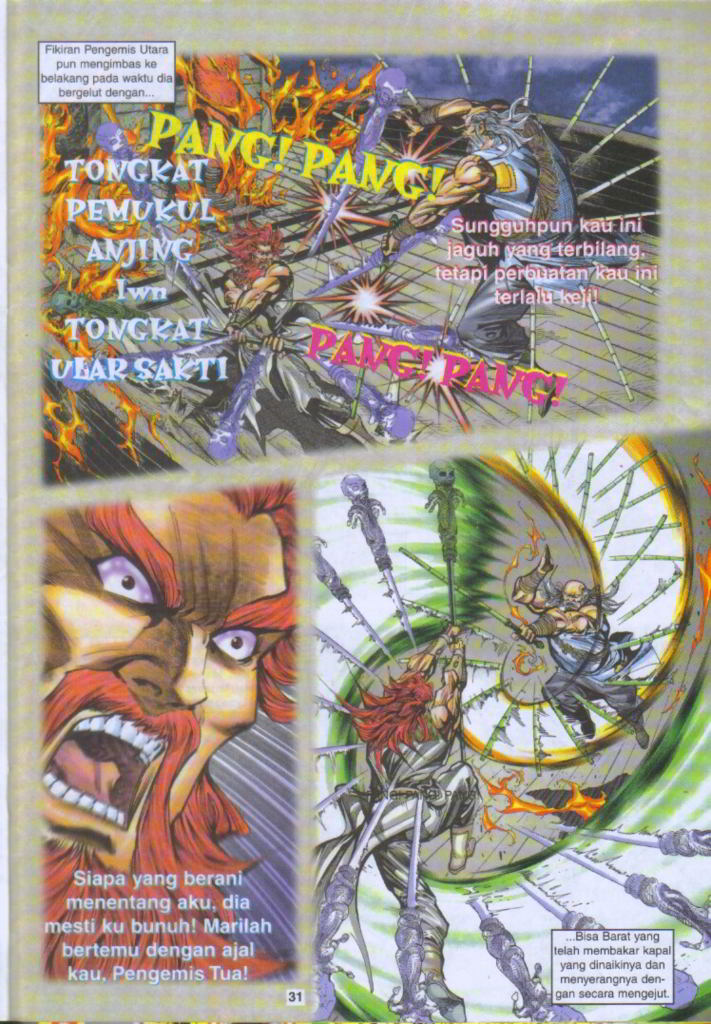 Fikiran Pengemis Utara
pun mengimbas ke
belakang pada waktu dia
bergelut dengan...
PANG! PANG!
TONGKAT
PEMUKUL
ANJING
lwn
TONGKAT
ULAR SAKTI
Sungguhpun kau ini
jaguh yang terbilang,
tetapi perbuatan kau ini
terlalu keji!
PANG! PANG!
Siapa yang berani
menentang aku, dia
mesti ku bunuh! Marilah
bertemu dengan ajal
kau, Pengemis Tua!
PANG! PANG! PANG!
...Bisa Barat yang
telah membakar kapal
yang dinaikinya dan
menyerangnya den-
gan secara mengejut.
31